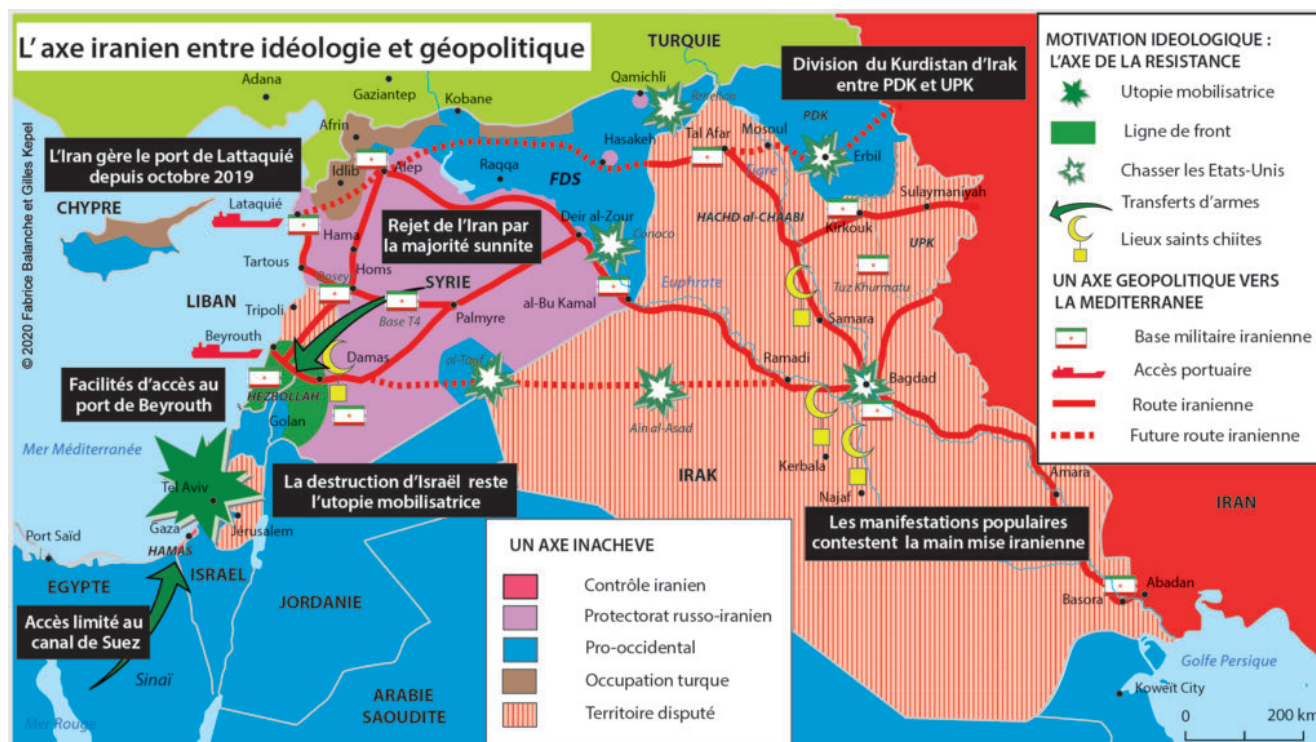 L'axe iranien entre idéologie et géopolitique
© 2020 Fabrice Balanche et Gilles Kepel
TURQUIE
Adana
Gaziantep
Kobane
Qamichli
Rmeilan
Afrin
Idlib
Alep
Raqqa
Hasakeh
FDS
Tal Afar
Mosoul
PDK
Erbil
Tigre
Sulaymaniyah
Division du Kurdistan d'Irak
entre PDK et UPK
L'Iran gère le port de Lattaquié
depuis octobre 2019
CHYPRE
Lataquié
Hama
Tartous
Homs
Rejet de l'Iran par
la majorité sunnite
Deir al-Zour
Conoco
HACHD al-CHAABI
Kirkouk
UPK
Tuz Khurmatu
SYRIE
Base T4
Palmyre
al-Bu Kamal
Euphrate
Samara
LIBAN
Tripoli
Beyrouth
Damas
al-Tanf
Ramadi
Bagdad
Facilités d'accès au
port de Beyrouth
HEZBOLLAH
Golan
Ain al-Asad
IRAK
Kerbala
Najaf
Amara
IRAN
Mer Méditerranée
Tel Aviv
La destruction d'Israël reste
l'utopie mobilisatrice
Les manifestations populaires
contestent la main mise iranienne
Port Saïd
Gaza
HAMAS
Jérusalem
ISRAEL
EGYPTE
JORDANIE
Accès limité au
canal de Suez
Sinaï
Mer Rouge
ARABIE
SAOUDITE
Basora
Abadan
Golfe Persique
Koweït City
0 200 km
UN AXE INACHEVE
Contrôle iranien
Protectorat russo-iranien
Pro-occidental
Occupation turque
Territoire disputé
MOTIVATION IDEOLOGIQUE :
L'AXE DE LA RESISTANCE
Utopie mobilisatrice
Ligne de front
Chasser les Etats-Unis
Transferts d'armes
Lieux saints chiites
UN AXE GEOPOLITIQUE VERS
LA MEDITERRANEE
Base militaire iranienne
Accès portuaire
Route iranienne
Future route iranienne